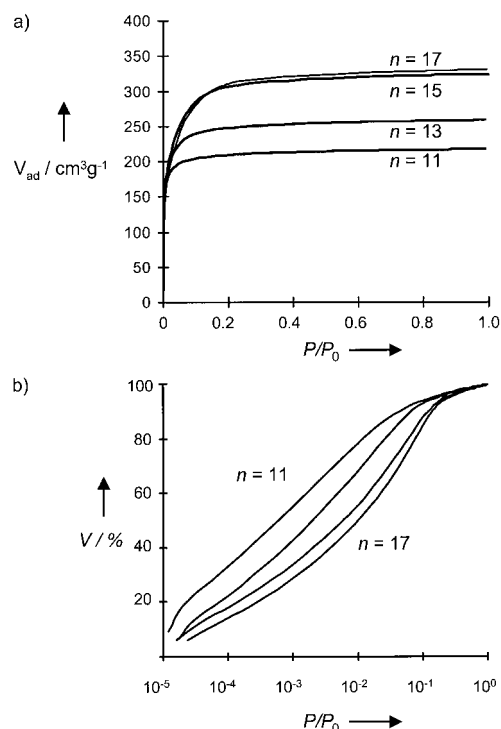 a)
400
350
300
250
200
150
100
50
0
V_ad / cm³g⁻¹
n = 17
n = 15
n = 13
n = 11
0 0.2 0.4 0.6 0.8 1.0
P/P₀
b)
100
80
60
40
20
V / %
n = 11
n = 17
10⁻⁵ 10⁻⁴ 10⁻³ 10⁻² 10⁻¹ 10⁰
P/P₀